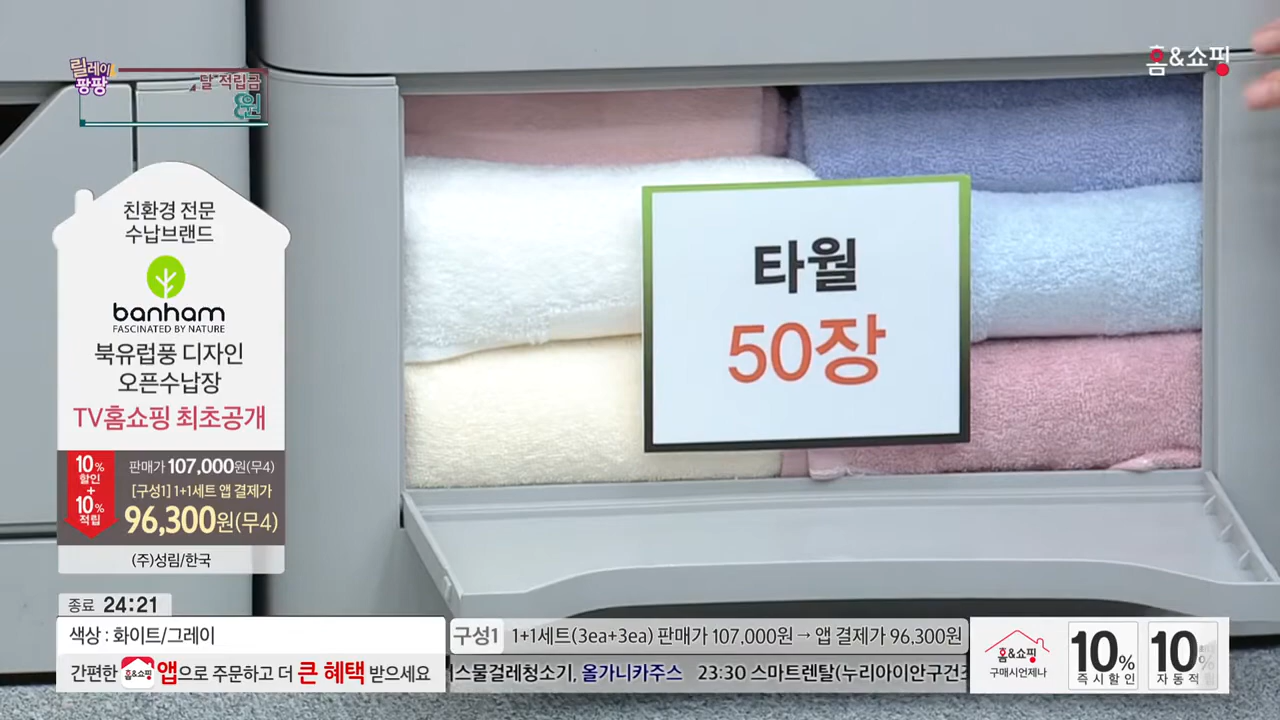 릴레이
팡팡
달 적립금
원
홈&쇼핑
친환경 전문
수납브랜드
banham
FASCINATED BY NATURE
북유럽풍 디자인
오픈수납장
TV홈쇼핑 최초공개
10%
할인
+
10%
적립
판매가 107,000원(무4)
[구성1] 1+1세트 앱 결제가
96,300원(무4)
(주)성림/한국
타월
50장
종료 24:21
색상 : 화이트/그레이
구성1 1+1세트(3ea+3ea) 판매가 107,000원 → 앱 결제가 96,300원
간편한 홈&쇼핑 앱으로 주문하고 더 큰 혜택 받으세요
스물걸레청소기, 올가니카주스 23:30 스마트렌탈(누리아이안구건조
홈&쇼핑
구매시언제나
10%
즉시할인
10%
자동적